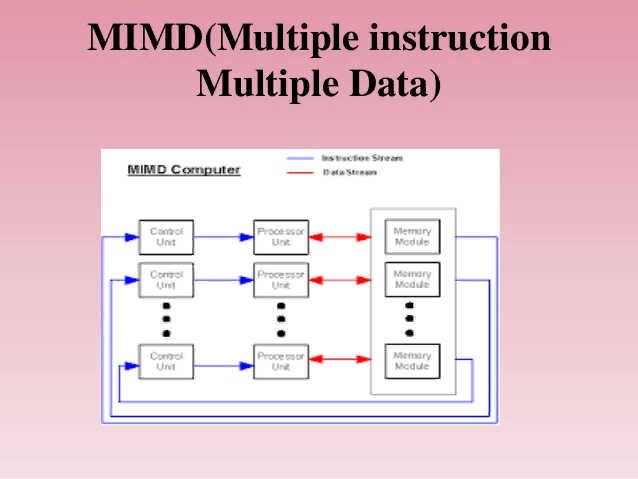 MIMD(Multiple instruction
Multiple Data)
MIMD Computer
Instruction Stream
Data Stream
Control
Unit
Processor
Unit
Memory
Module
Control
Unit
Processor
Unit
Memory
Module
Control
Unit
Processor
Unit
Memory
Module